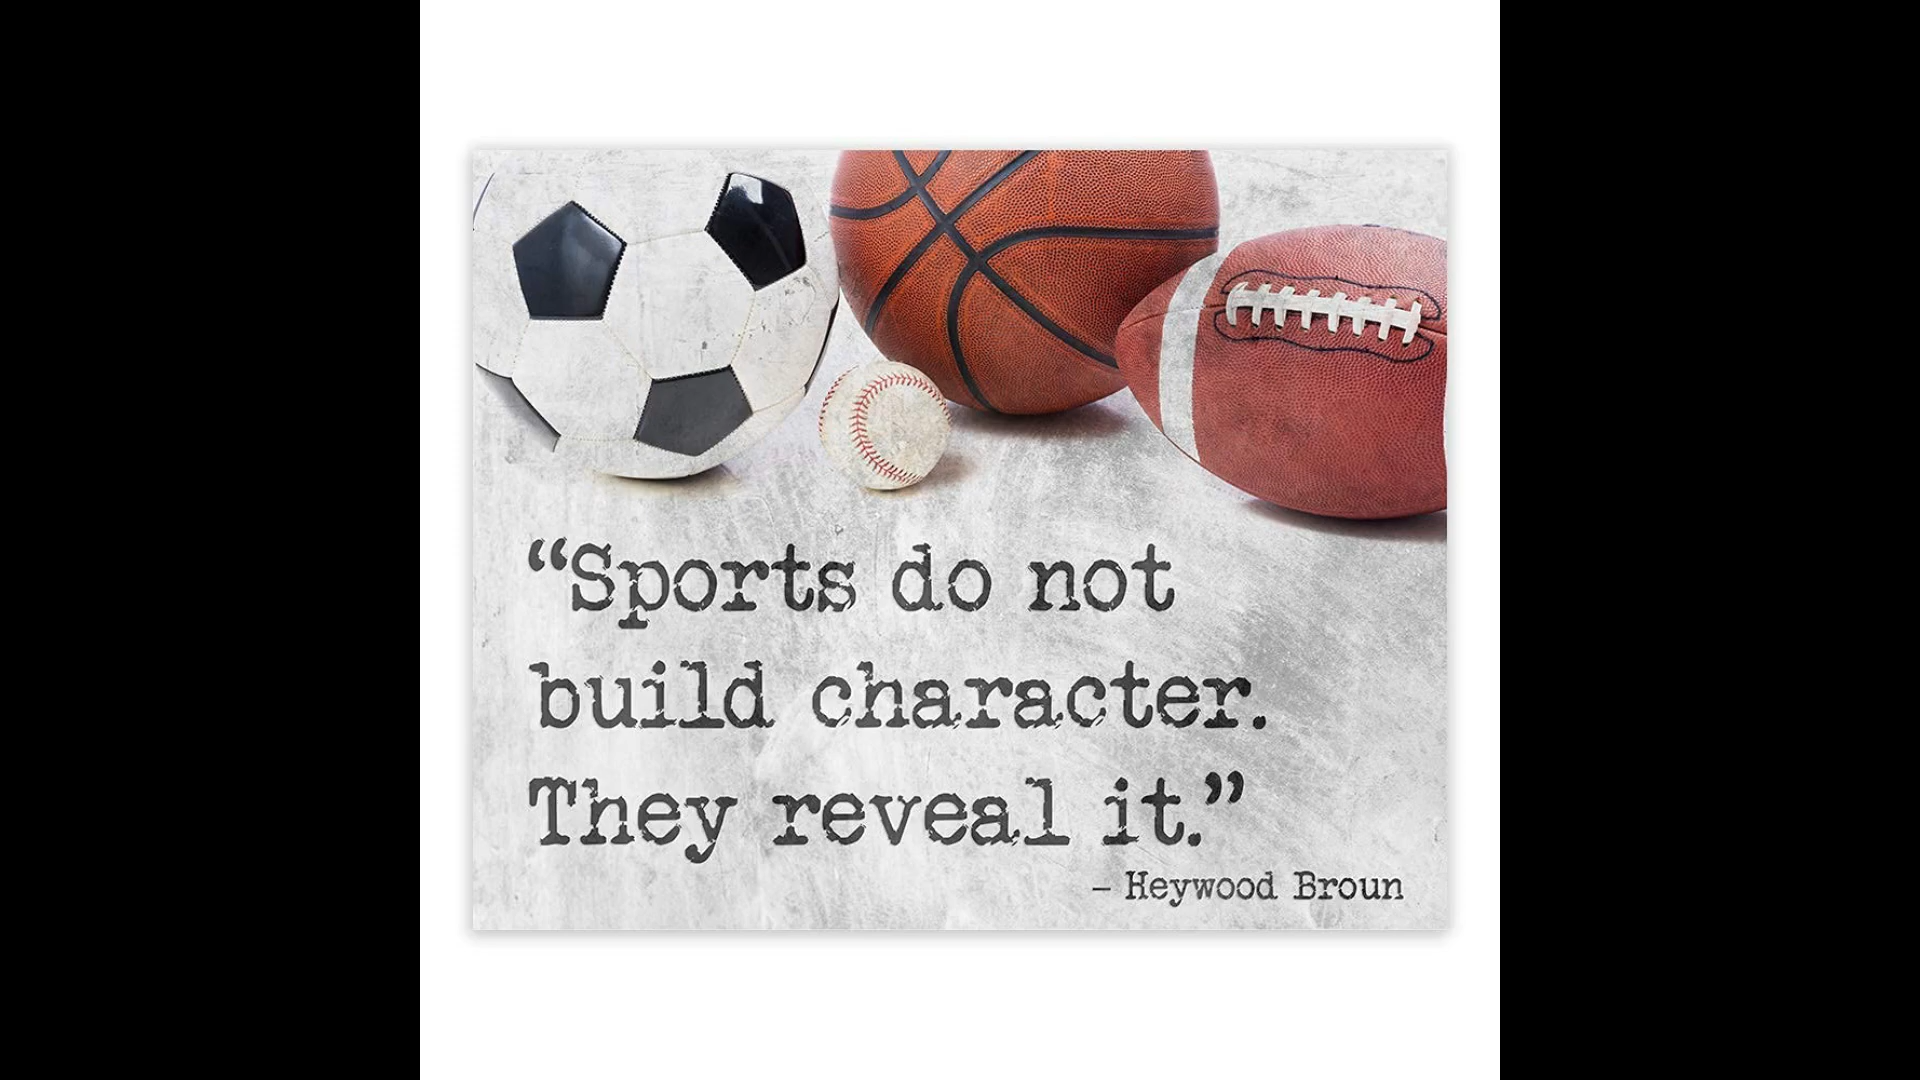 “Sports do not
build character.
They reveal it.”
– Heywood Broun